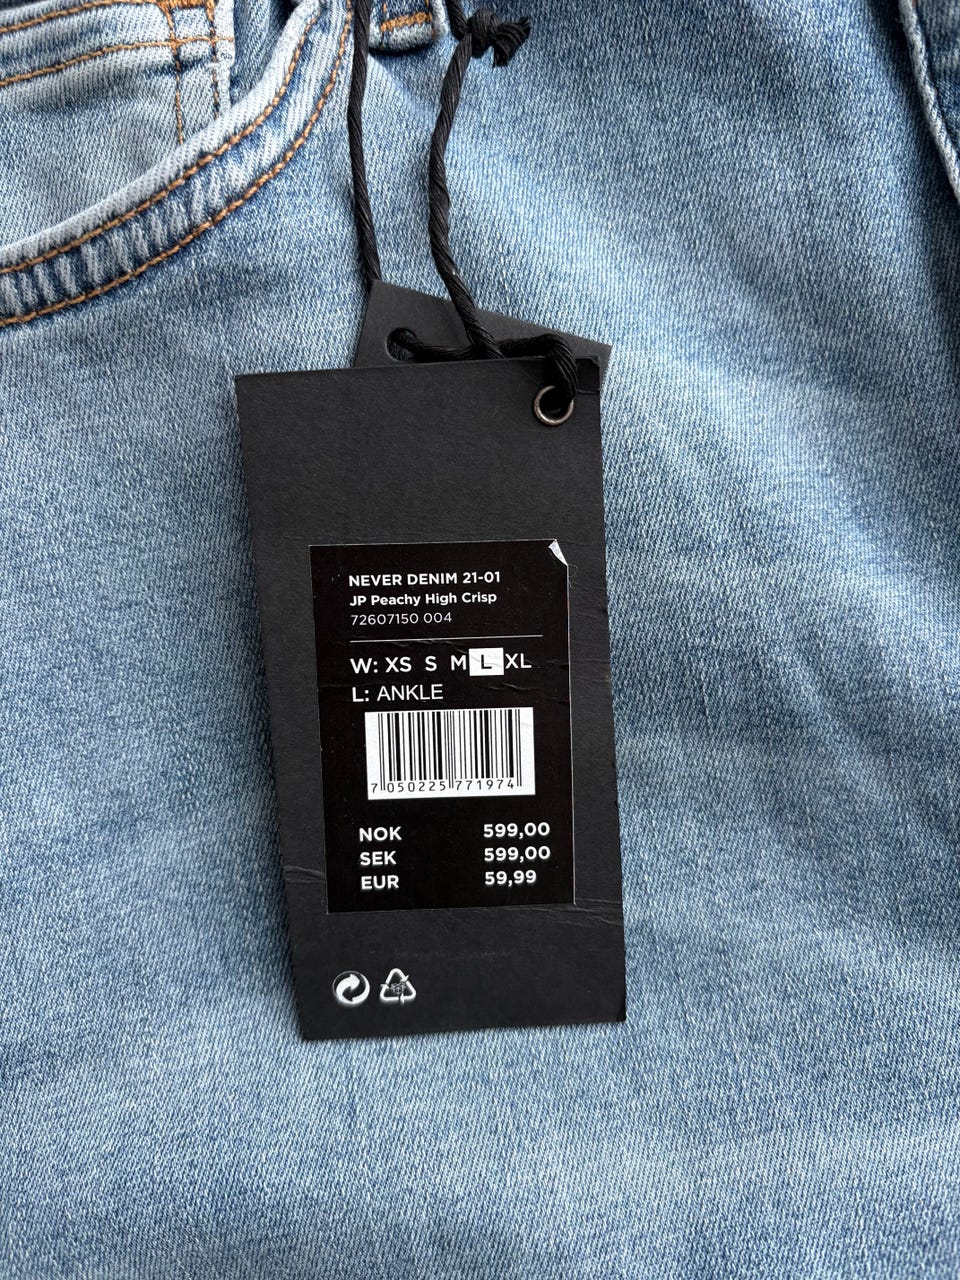 NEVER DENIM 21-01
JP Peachy High Crisp
72607150 004
W: XS S M L XL
L: ANKLE
7 050225 771974
NOK 599,00
SEK 599,00
EUR 59,99